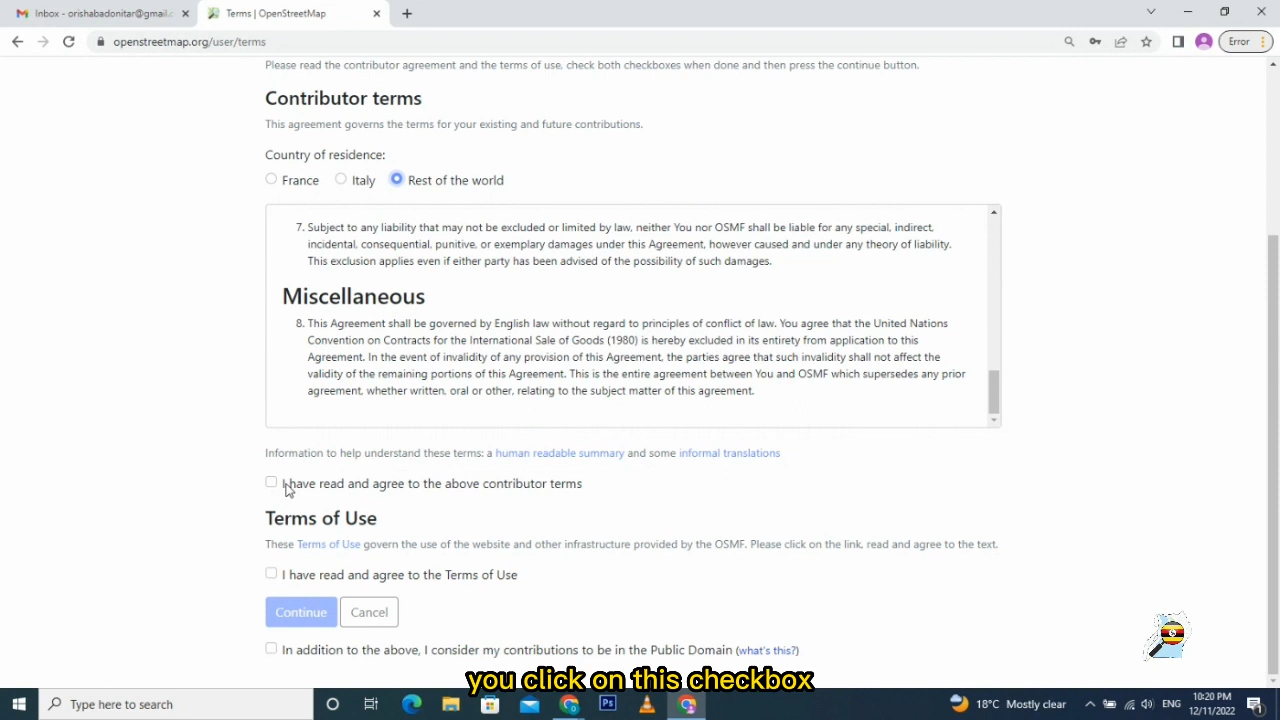 Inbox - orishabadonitar@gmail.c
Terms | OpenStreetMap
openstreetmap.org/user/terms
Error
Please read the contributor agreement and the terms of use, check both checkboxes when done and then press the continue button.
Contributor terms
This agreement governs the terms for your existing and future contributions.
Country of residence:
France Italy Rest of the world
7. Subject to any liability that may not be excluded or limited by law, neither You nor OSMF shall be liable for any special, indirect,
incidental, consequential, punitive, or exemplary damages under this Agreement, however caused and under any theory of liability.
This exclusion applies even if either party has been advised of the possibility of such damages.
Miscellaneous
8. This Agreement shall be governed by English law without regard to principles of conflict of law. You agree that the United Nations
Convention on Contracts for the International Sale of Goods (1980) is hereby excluded in its entirety from application to this
Agreement. In the event of invalidity of any provision of this Agreement, the parties agree that such invalidity shall not affect the
validity of the remaining portions of this Agreement. This is the entire agreement between You and OSMF which supersedes any prior
agreement, whether written, oral or other, relating to the subject matter of this agreement.
Information to help understand these terms: a human readable summary and some informal translations
I have read and agree to the above contributor terms
Terms of Use
These Terms of Use govern the use of the website and other infrastructure provided by the OSMF. Please click on the link, read and agree to the text.
I have read and agree to the Terms of Use
Continue Cancel
In addition to the above, I consider my contributions to be in the Public Domain (what's this?)
you click on this checkbox
Type here to search
Ps
18°C Mostly clear
ENG
10:20 PM
12/11/2022
1